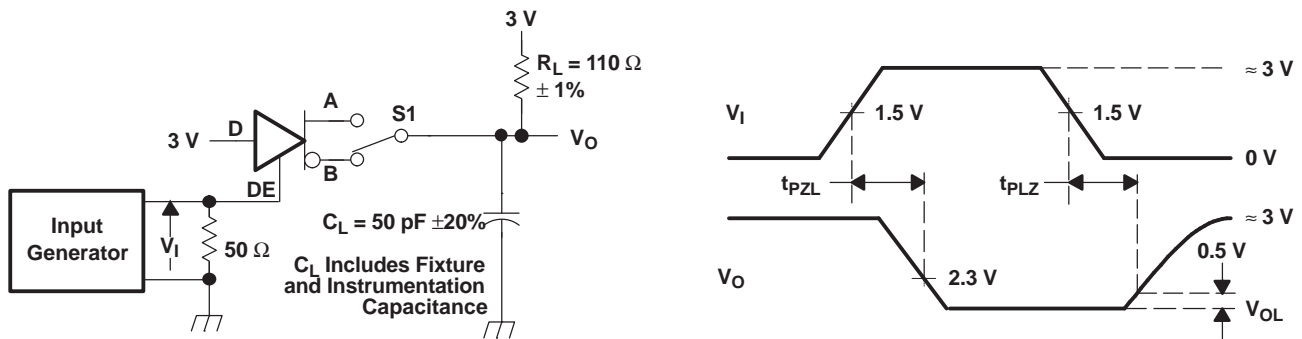 3 V
R_L = 110 Ω
± 1%
A
S1
3 V
D
V_O
B
DE
Input
Generator
V_I
50 Ω
C_L = 50 pF ±20%
C_L Includes Fixture
and Instrumentation
Capacitance
≈ 3 V
V_I
1.5 V
1.5 V
0 V
t_PZL
t_PLZ
≈ 3 V
0.5 V
V_O
2.3 V
V_OL